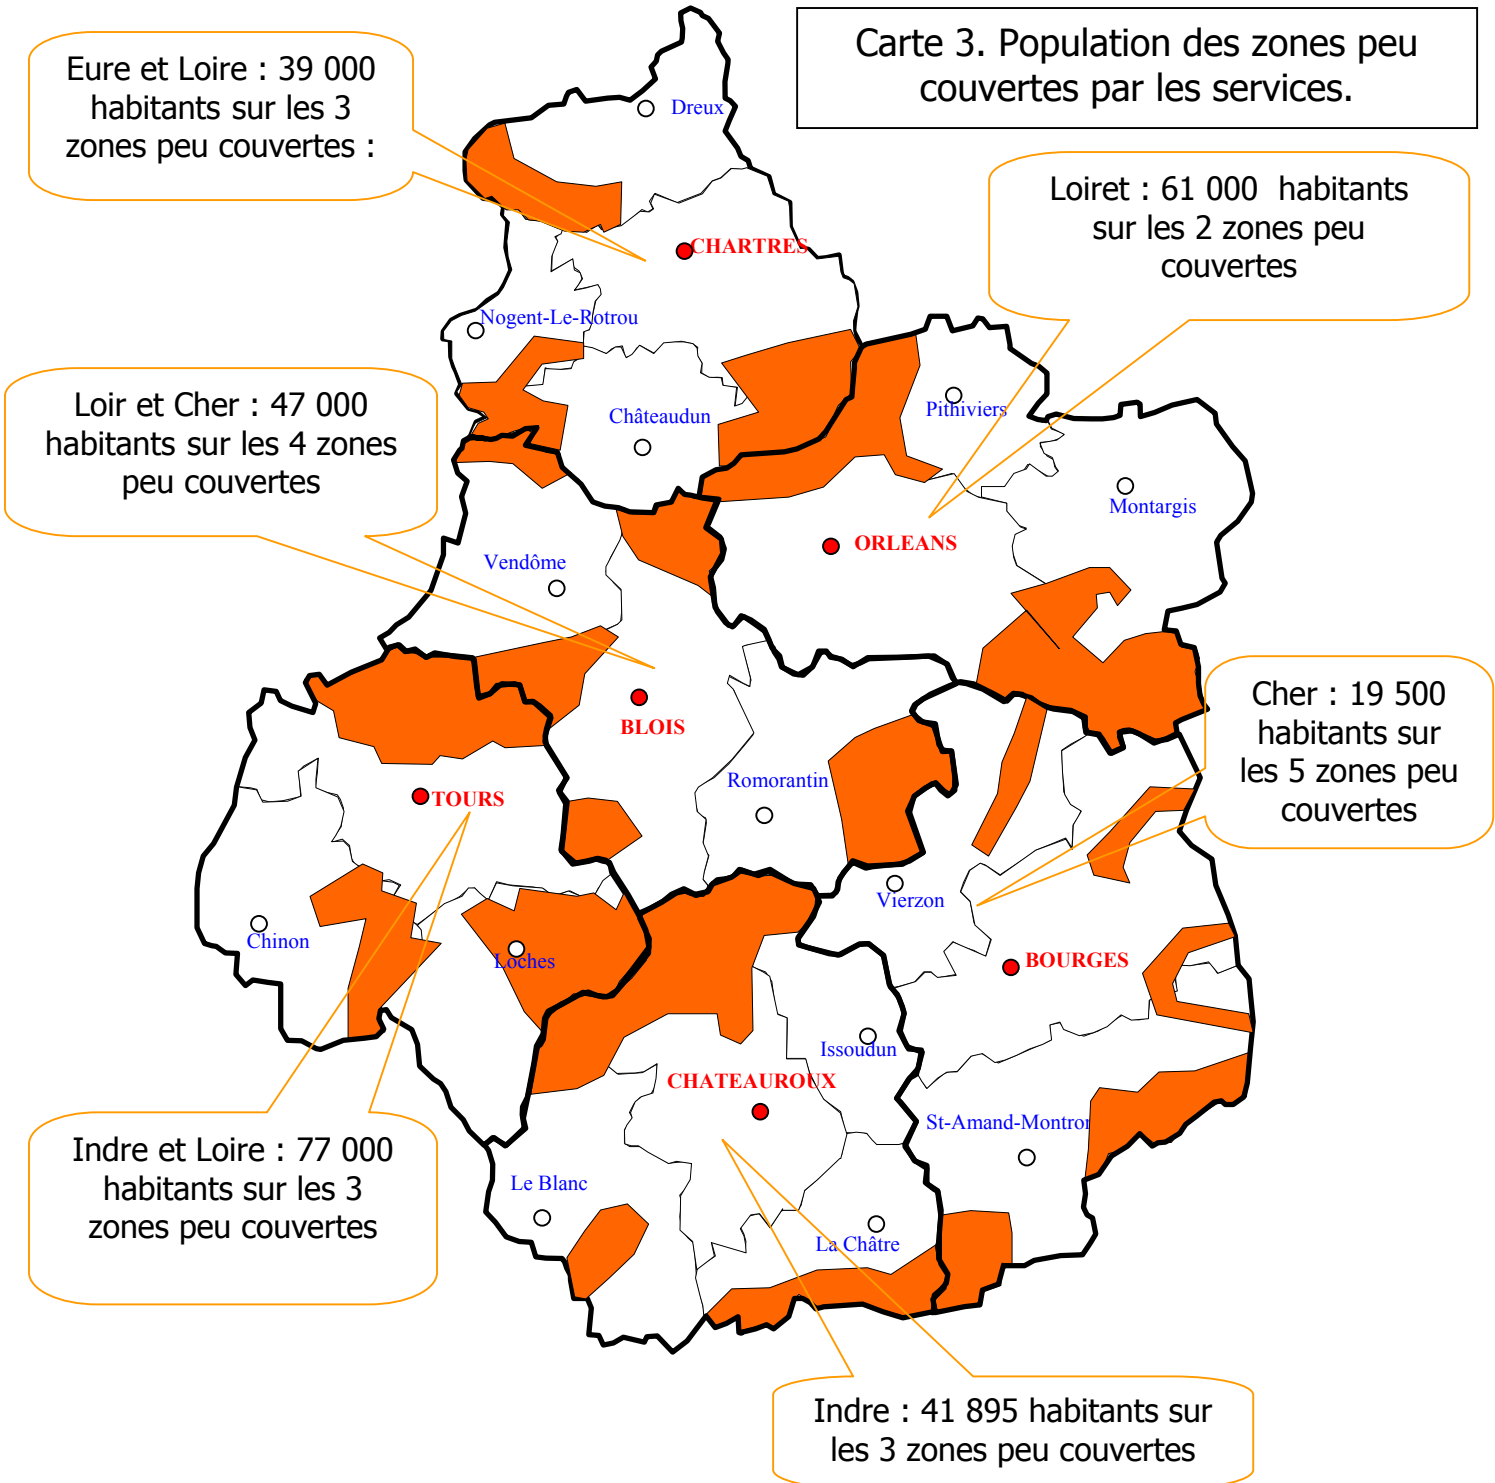 Carte 3. Population des zones peu
couvertes par les services.
Eure et Loire : 39 000
habitants sur les 3
zones peu couvertes :
Dreux
Loiret : 61 000 habitants
sur les 2 zones peu
couvertes
CHARTRES
Nogent-Le-Rotrou
Loir et Cher : 47 000
habitants sur les 4 zones
peu couvertes
Châteaudun
Pithiviers
Montargis
ORLEANS
Vendôme
Cher : 19 500
habitants sur
les 5 zones peu
couvertes
BLOIS
Romorantin
TOURS
Vierzon
Chinon
Loches
BOURGES
Issoudun
CHATEAUROUX
St-Amand-Montron
Indre et Loire : 77 000
habitants sur les 3
zones peu couvertes
Le Blanc
La Châtre
Indre : 41 895 habitants sur
les 3 zones peu couvertes